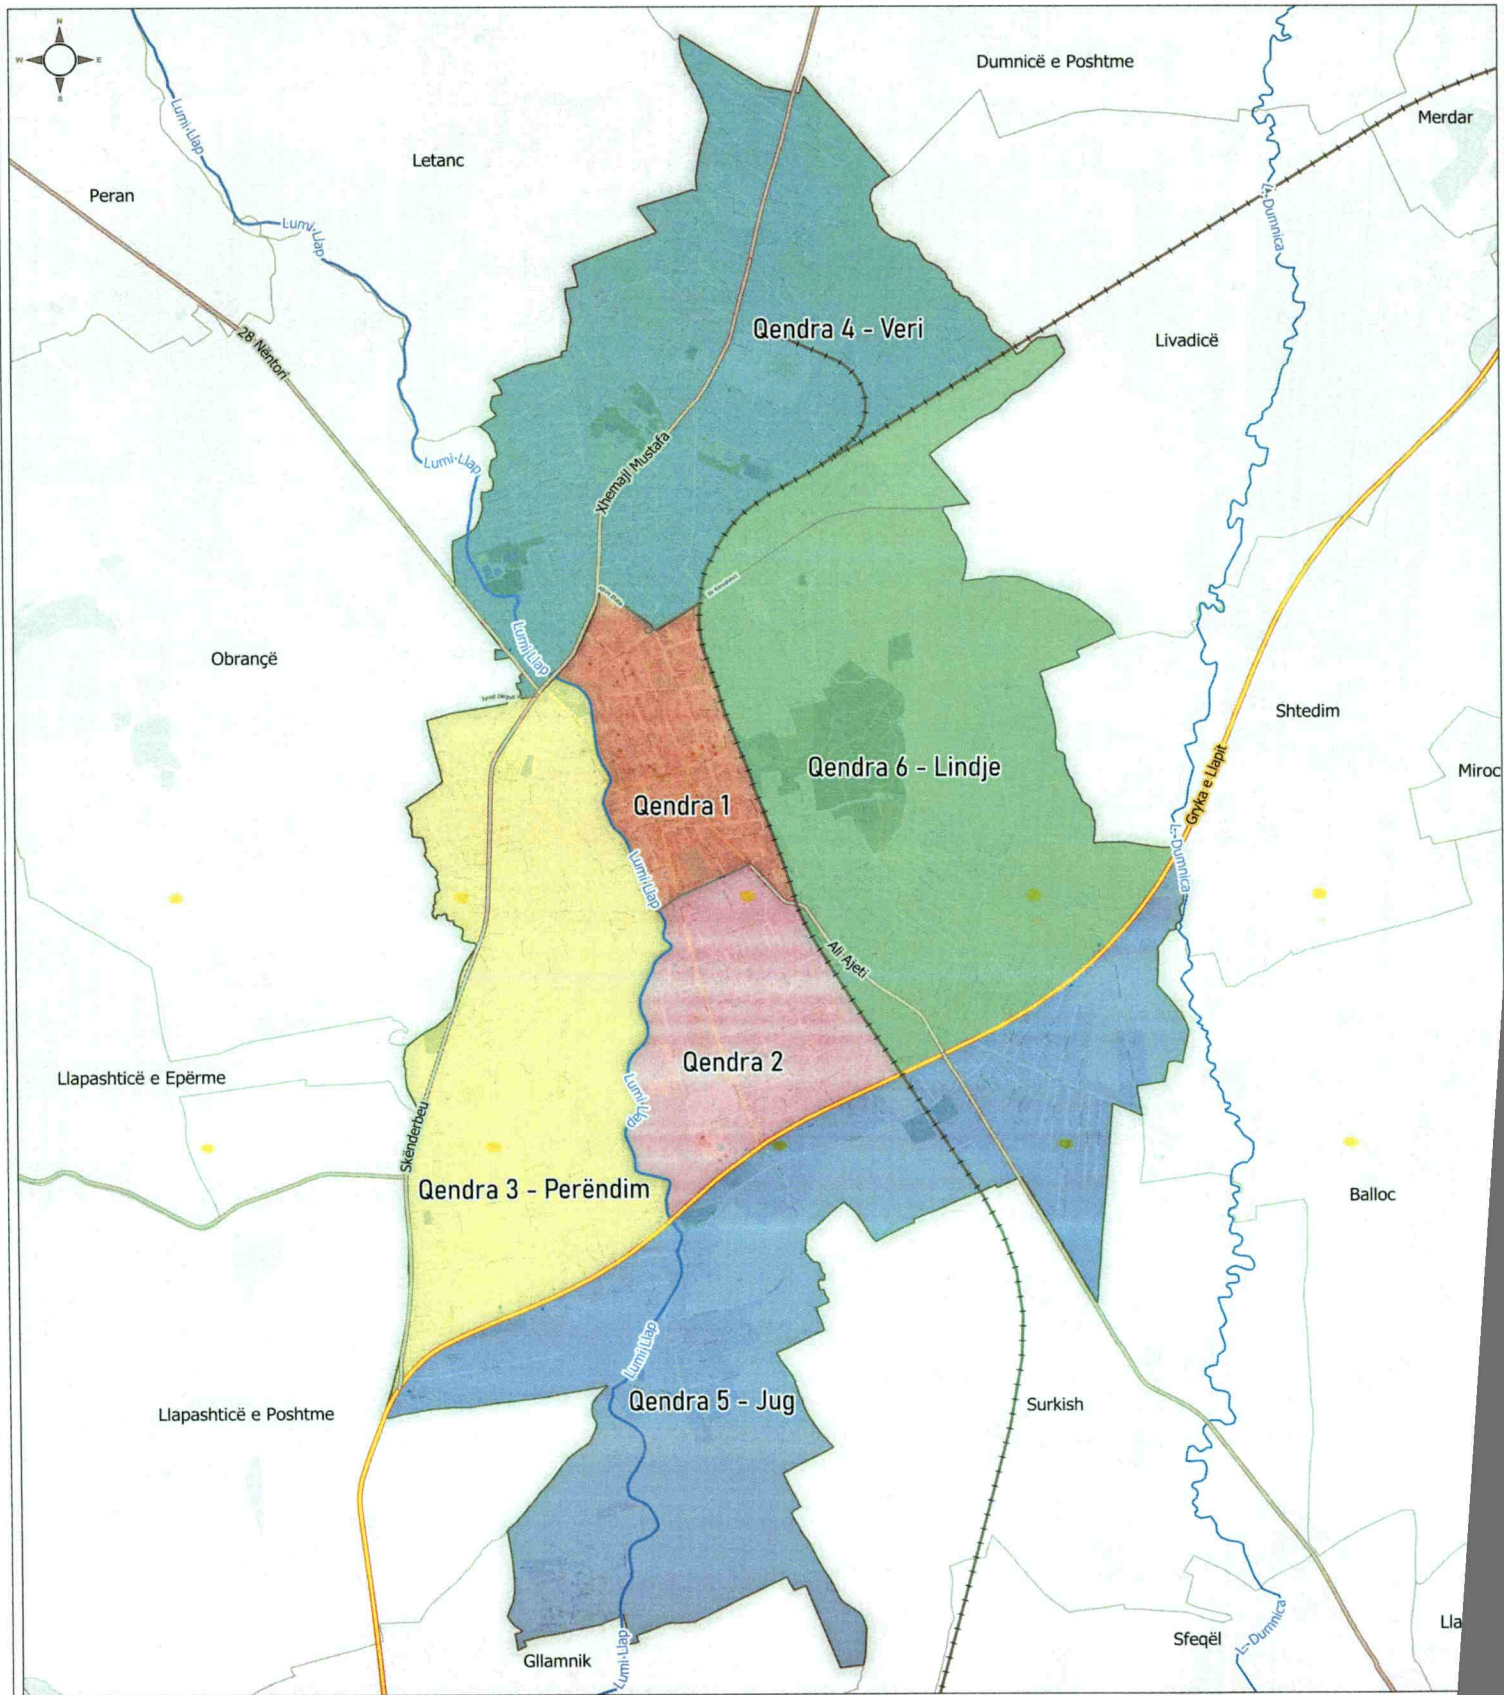 N
W
E
S
Dumnicë e Poshtme
Merdar
Lumi-Llap
Letanc
Peran
L.-Dumnica
Lumi-Llap
28 Nëntori
Qendra 4 - Veri
Livadicë
Xhemajl Mustafa
Lumi-Llap
Lumi Llap
Obrançë
Shtedim
Qendra 6 - Lindje
Miroc
Gryka e Llapit
Qendra 1
Lumi-Llap
L.-Dumnica
Ali Ajeti
Qendra 2
Llapashticë e Epërme
Lumi-Llap
Skënderbeu
Qendra 3 - Perëndim
Balloc
Lumi Llap
Qendra 5 - Jug
Surkish
Llapashticë e Poshtme
Sfeqël
L.-Dumnica
Lla
Gllamnik
Lumi-Llap